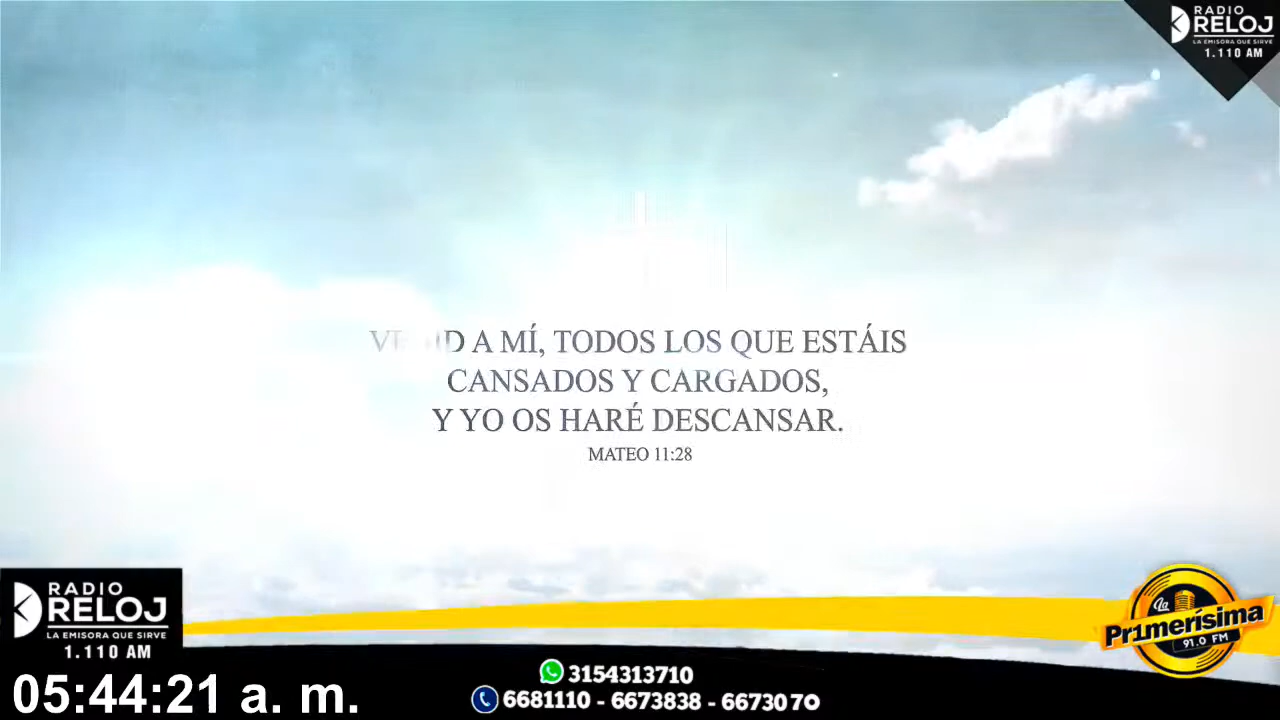 RADIO
RELOJ
LA EMISORA QUE SIRVE
1.110 AM
D A MÍ, TODOS LOS QUE ESTÁIS
CANSADOS Y CARGADOS,
Y YO OS HARÉ DESCANSAR.
MATEO 11:28
RADIO
RELOJ
LA EMISORA QUE SIRVE
1.110 AM
La
Pr1merísima
91.0 FM
05:44:21 a. m.
3154313710
6681110 - 6673838 - 6673070